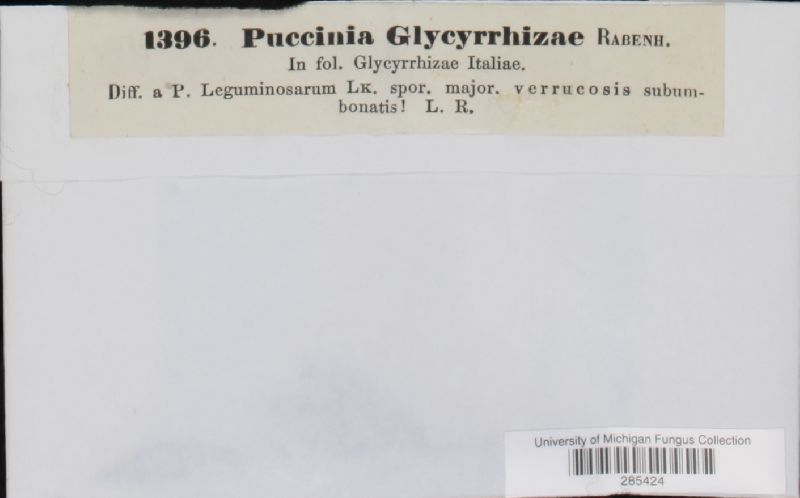 1396. Puccinia Glycyrrhizae Rabenh.
In fol. Glycyrrhizae Italiae.
Diff. a P. Leguminosarum Lk. spor. major. verrucosis subum-
bonatis! L. R.
University of Michigan Fungus Collection
285424